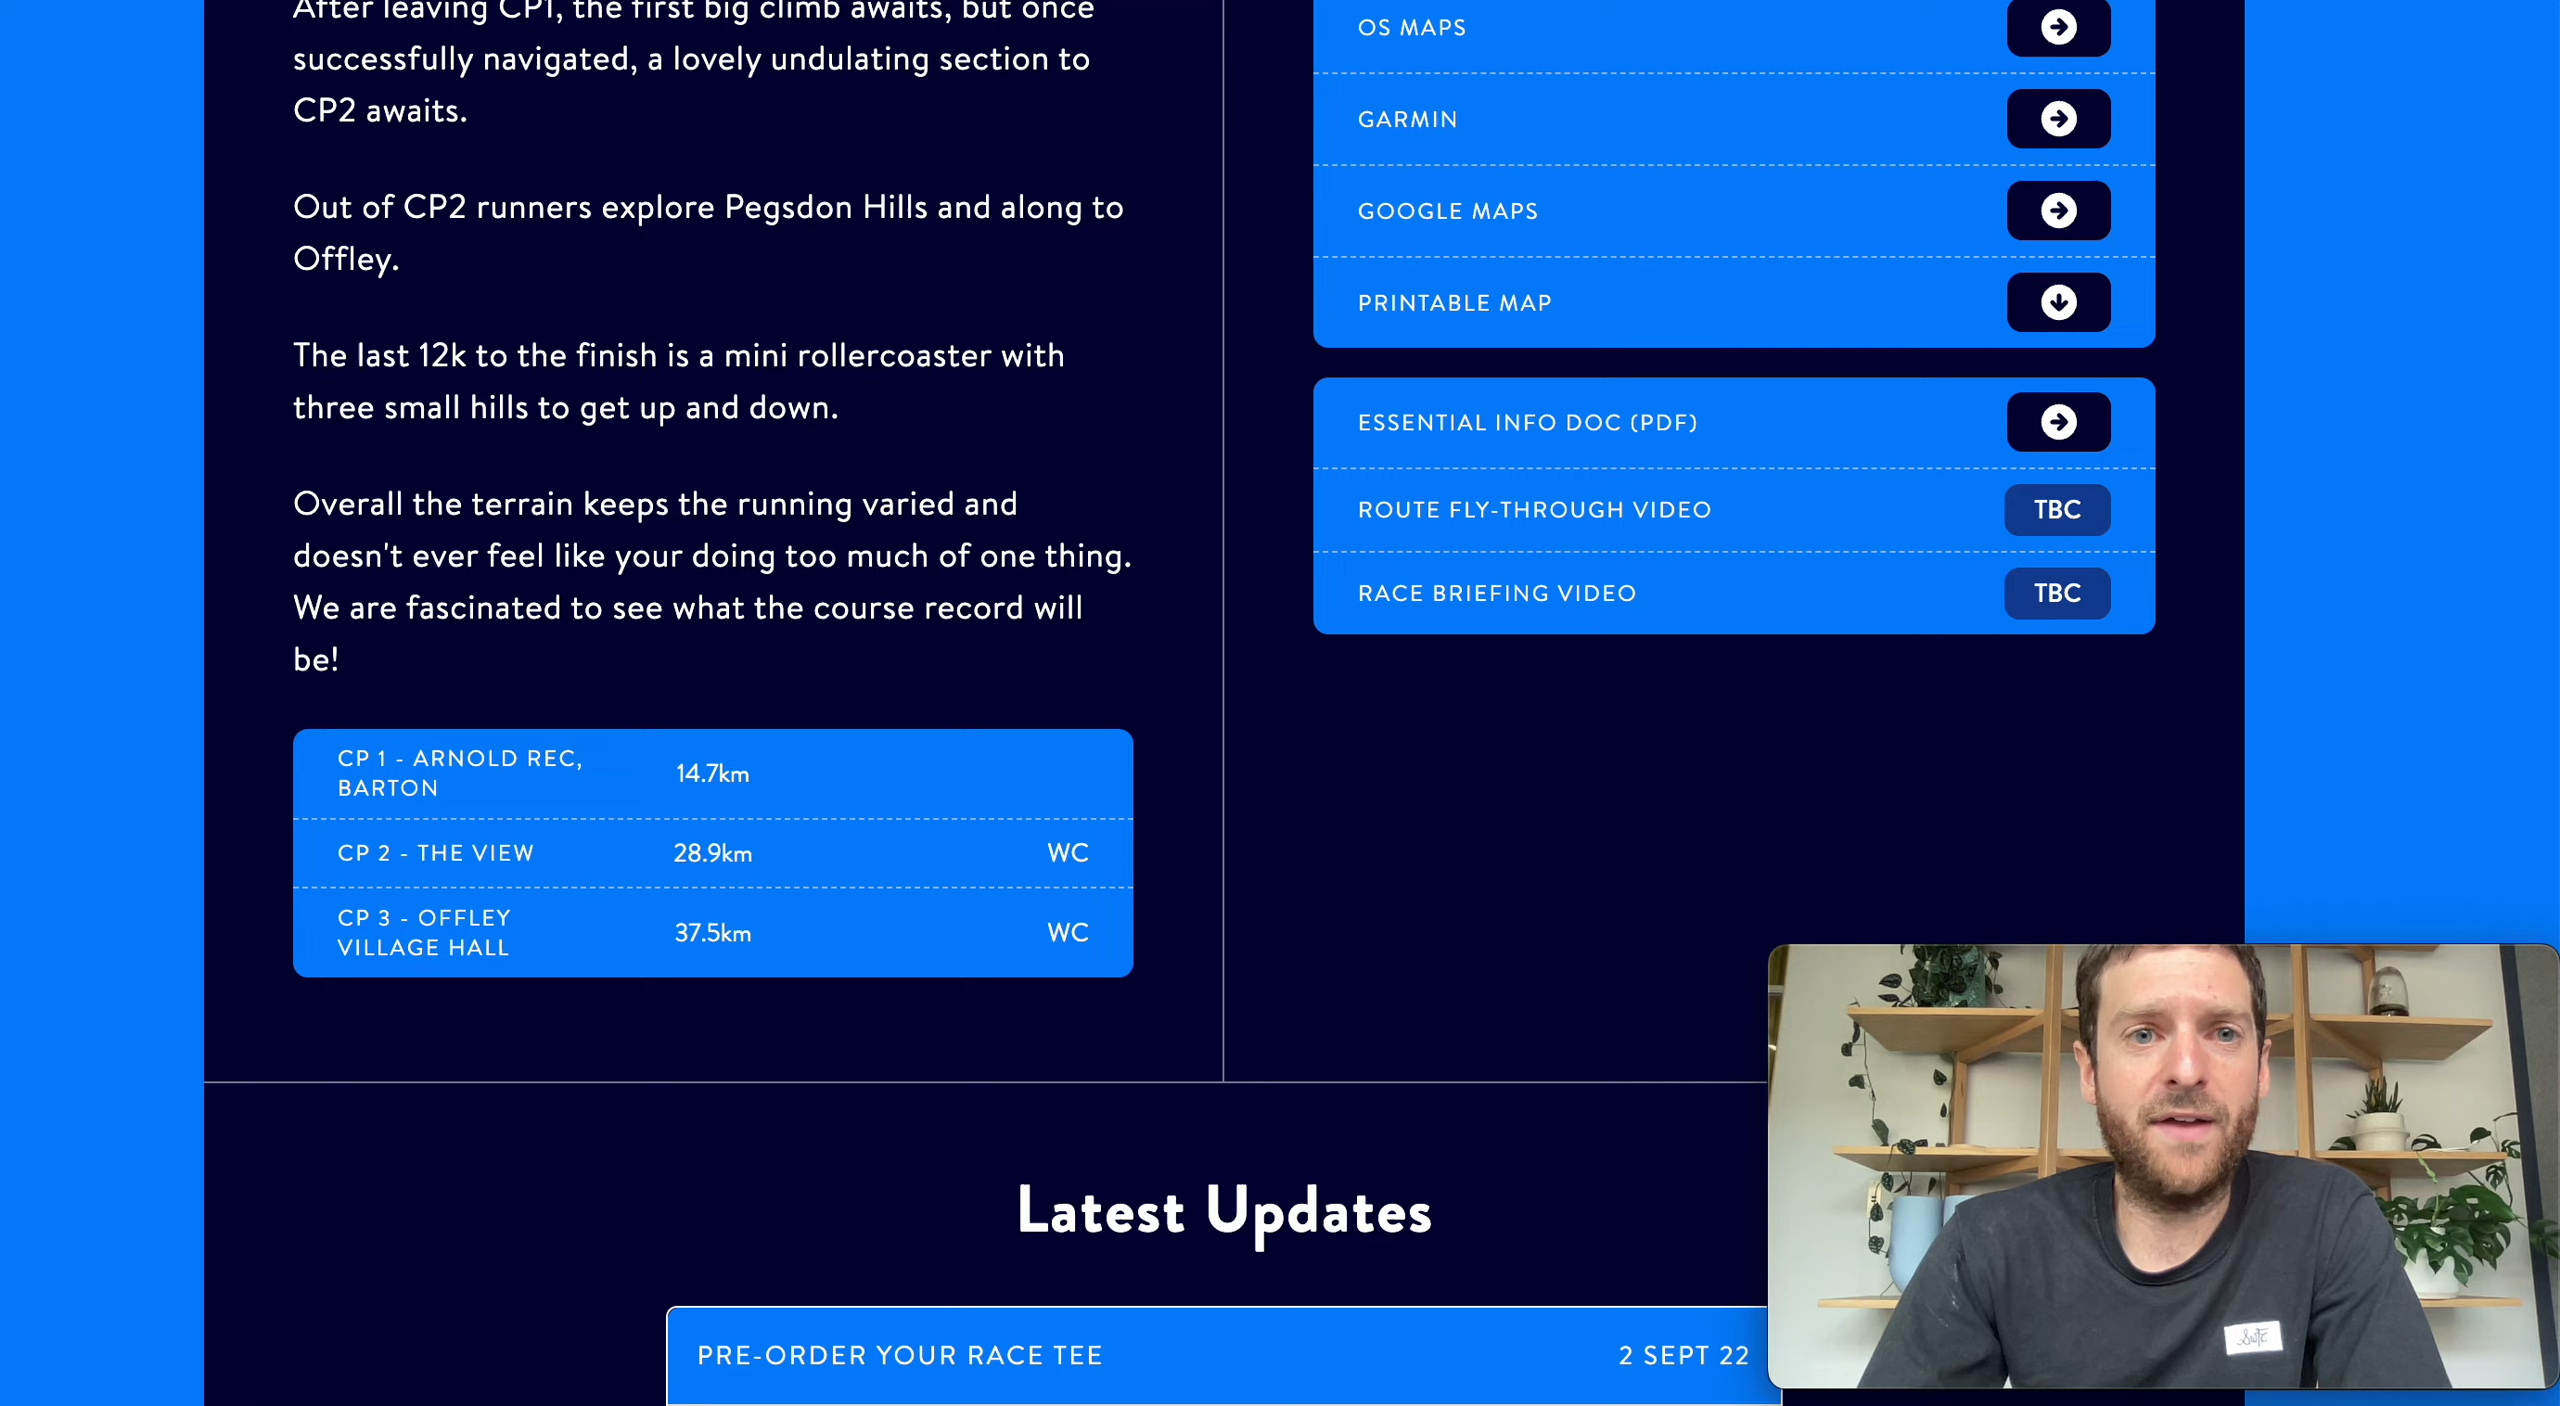 After leaving CP1, the first big climb awaits, but once
successfully navigated, a lovely undulating section to
CP2 awaits.
Out of CP2 runners explore Pegsdon Hills and along to
Offley.
The last 12k to the finish is a mini rollercoaster with
three small hills to get up and down.
Overall the terrain keeps the running varied and
doesn't ever feel like your doing too much of one thing.
We are fascinated to see what the course record will
be!
CP 1 - ARNOLD REC,
BARTON
14.7km
CP 2 - THE VIEW
28.9km
WC
CP 3 - OFFLEY
VILLAGE HALL
37.5km
WC
OS MAPS
GARMIN
GOOGLE MAPS
PRINTABLE MAP
ESSENTIAL INFO DOC (PDF)
ROUTE FLY-THROUGH VIDEO
TBC
RACE BRIEFING VIDEO
TBC
Latest Updates
PRE-ORDER YOUR RACE TEE
2 SEPT 22